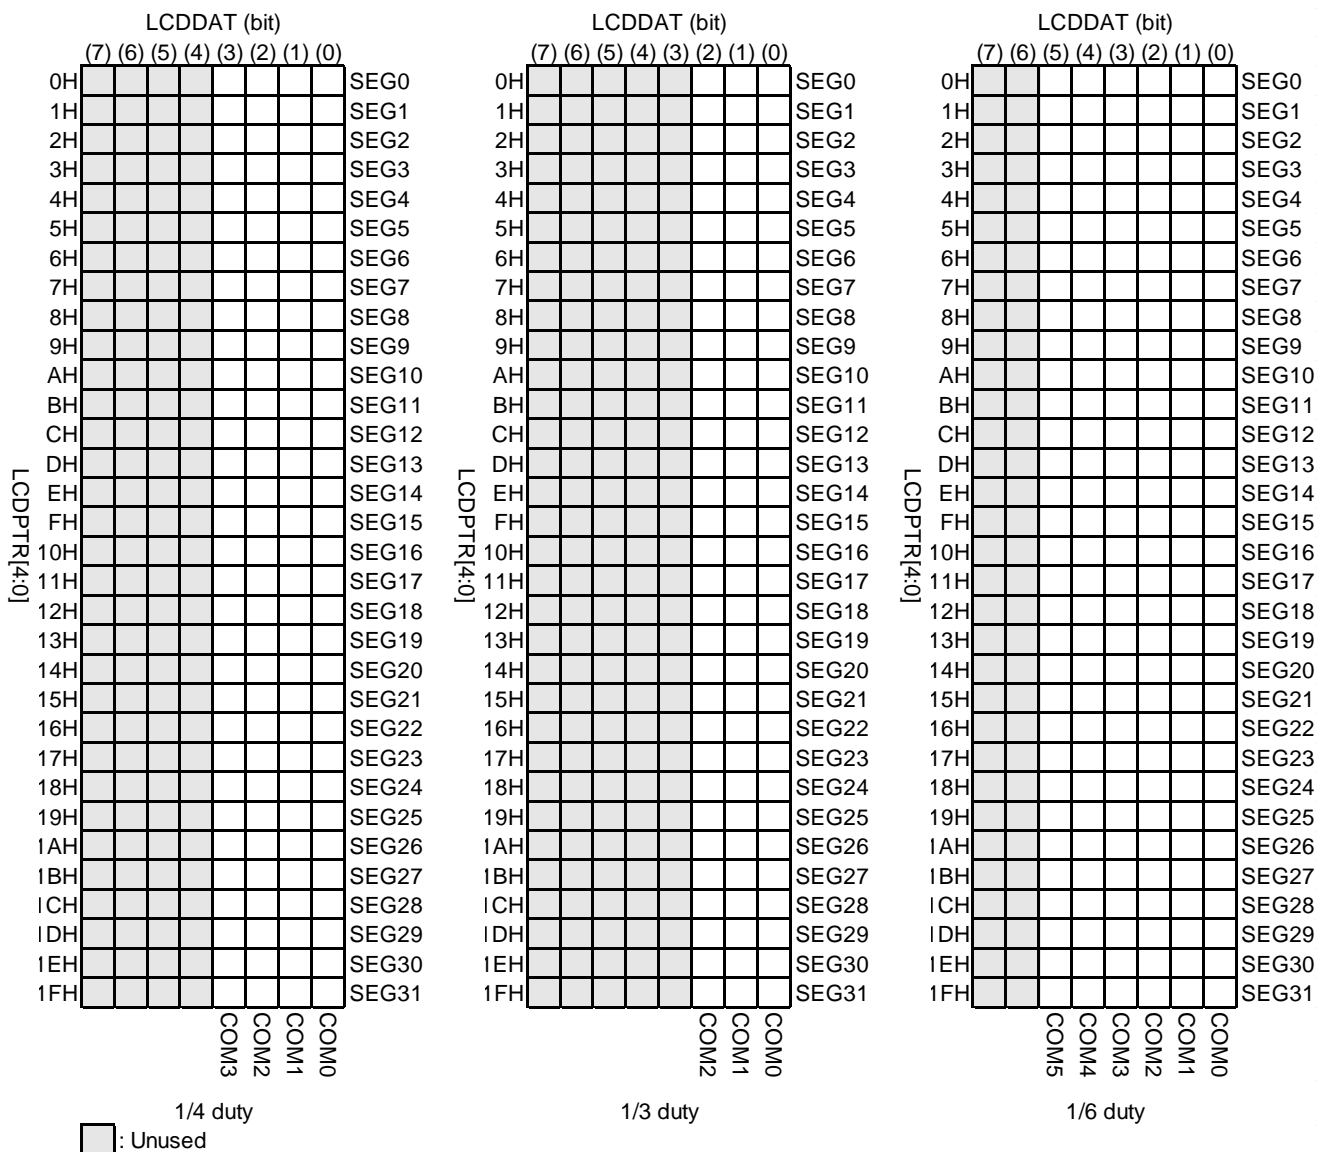 LCDDAT (bit) LCDDAT (bit) LCDDAT (bit)
(7) (6) (5) (4) (3) (2) (1) (0) (7) (6) (5) (4) (3) (2) (1) (0) (7) (6) (5) (4) (3) (2) (1) (0)
0H SEG0 0H SEG0 0H SEG0
1H SEG1 1H SEG1 1H SEG1
2H SEG2 2H SEG2 2H SEG2
3H SEG3 3H SEG3 3H SEG3
4H SEG4 4H SEG4 4H SEG4
5H SEG5 5H SEG5 5H SEG5
6H SEG6 6H SEG6 6H SEG6
7H SEG7 7H SEG7 7H SEG7
8H SEG8 8H SEG8 8H SEG8
9H SEG9 9H SEG9 9H SEG9
AH SEG10 AH SEG10 AH SEG10
BH SEG11 BH SEG11 BH SEG11
CH SEG12 CH SEG12 CH SEG12
DH SEG13 DH SEG13 DH SEG13
EH SEG14 EH SEG14 EH SEG14
FH SEG15 FH SEG15 FH SEG15
10H SEG16 10H SEG16 10H SEG16
11H SEG17 11H SEG17 11H SEG17
12H SEG18 12H SEG18 12H SEG18
13H SEG19 13H SEG19 13H SEG19
14H SEG20 14H SEG20 14H SEG20
15H SEG21 15H SEG21 15H SEG21
16H SEG22 16H SEG22 16H SEG22
17H SEG23 17H SEG23 17H SEG23
18H SEG24 18H SEG24 18H SEG24
19H SEG25 19H SEG25 19H SEG25
1AH SEG26 1AH SEG26 1AH SEG26
1BH SEG27 1BH SEG27 1BH SEG27
1CH SEG28 1CH SEG28 1CH SEG28
1DH SEG29 1DH SEG29 1DH SEG29
1EH SEG30 1EH SEG30 1EH SEG30
1FH SEG31 1FH SEG31 1FH SEG31
LCDPTR[4:0] LCDPTR[4:0] LCDPTR[4:0]
COM3 COM2 COM1 COM0 COM2 COM1 COM0 COM5 COM4 COM3 COM2 COM1 COM0
1/4 duty 1/3 duty 1/6 duty
: Unused